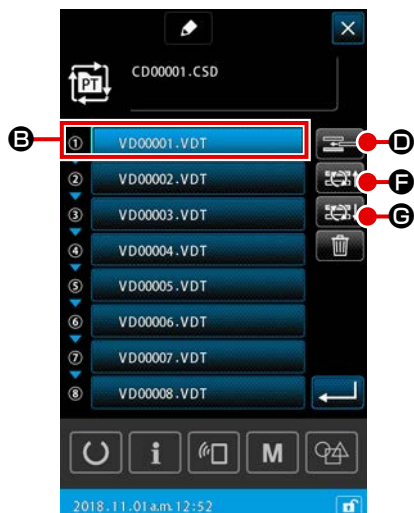 CD00001.CSD
PT
B
① VD00001.VDT
D
② VD00002.VDT
F
③ VD00003.VDT
G
④ VD00004.VDT
⑤ VD00005.VDT
⑥ VD00006.VDT
⑦ VD00007.VDT
⑧ VD00008.VDT
i M
2018.11.01a.m.12:52